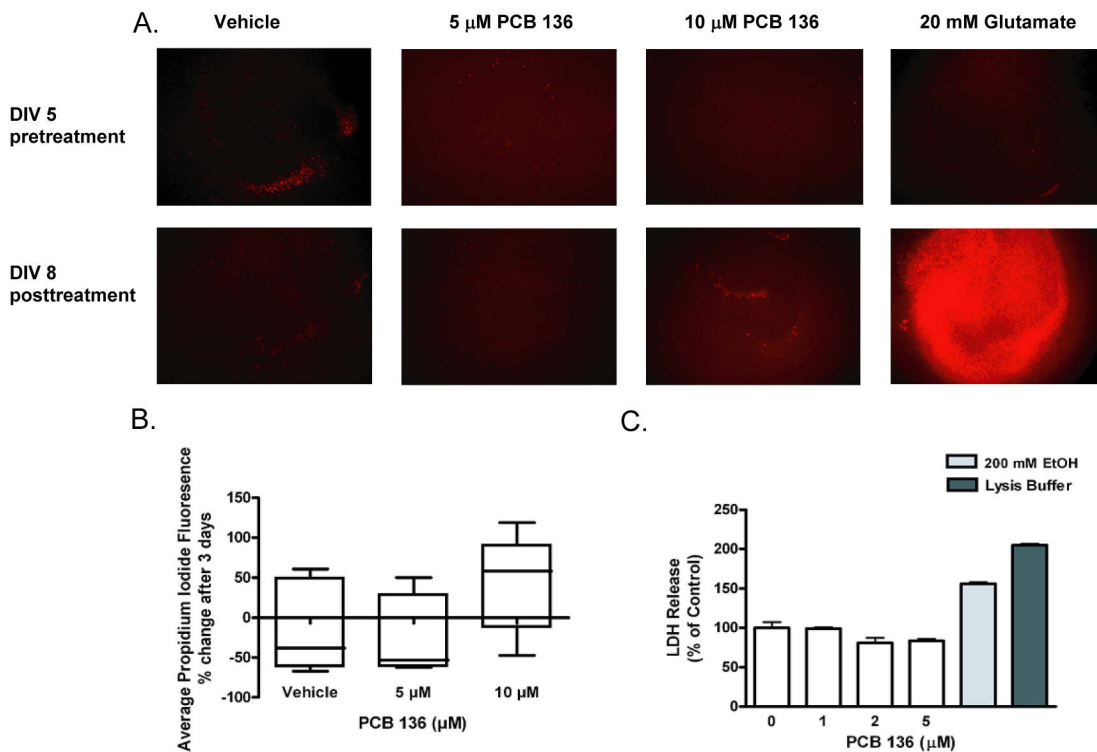 A.
Vehicle
5 µM PCB 136
10 µM PCB 136
20 mM Glutamate
DIV 5
pretreatment
DIV 8
posttreatment
B.
Average Propidium Iodide Fluoresence
% change after 3 days
150
100
50
0
-50
-100
Vehicle
5 µM
10 µM
PCB 136 (µM)
C.
200 mM EtOH
Lysis Buffer
LDH Release
(% of Control)
250
200
150
100
50
0
0
1
2
5
PCB 136 (µM)